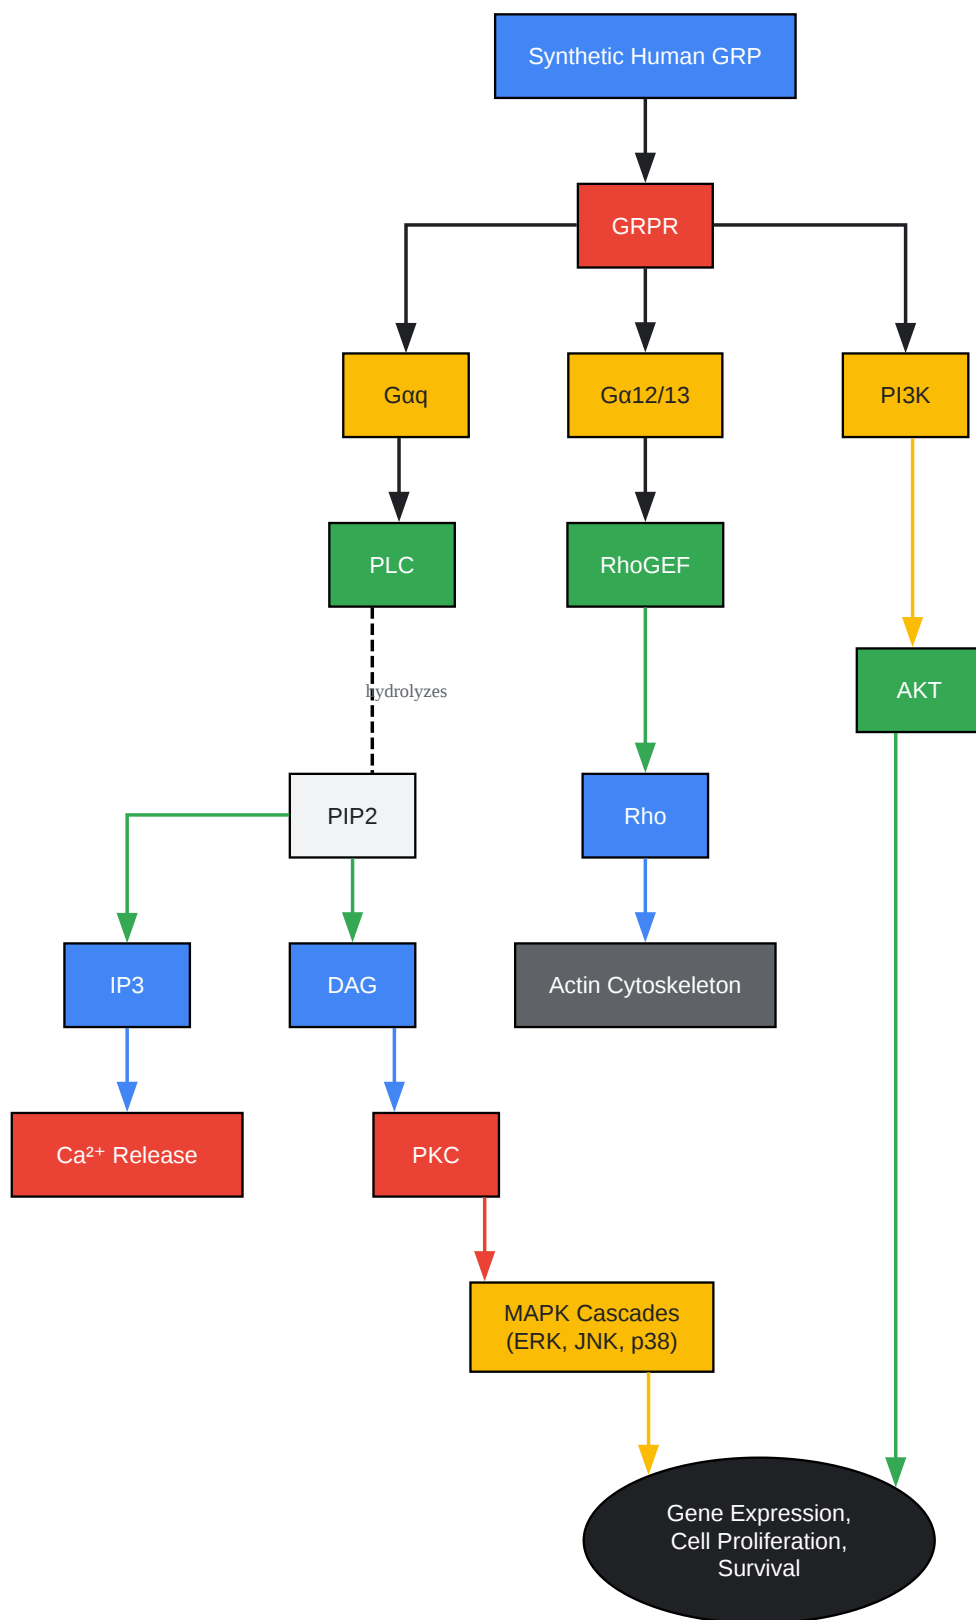 Synthetic Human GRP
GRPR
Gαq
Gα12/13
PI3K
PLC
RhoGEF
hydrolyzes
AKT
PIP2
Rho
IP3
DAG
Actin Cytoskeleton
Ca²⁺ Release
PKC
MAPK Cascades
(ERK, JNK, p38)
Gene Expression,
Cell Proliferation,
Survival